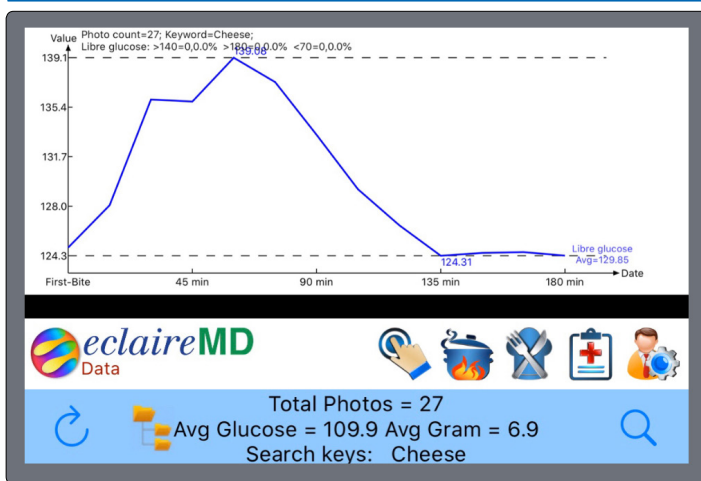 Value
Photo count=27; Keyword=Cheese;
Libre glucose: >140=0,0.0% >180=0,0.0% <70=0,0.0%
139.08
139.1
135.4
131.7
128.0
124.3
124.31
Libre glucose
Avg=129.85
Date
First-Bite 45 min 90 min 135 min 180 min
eclaireMD
Data
Total Photos = 27
Avg Glucose = 109.9 Avg Gram = 6.9
Search keys: Cheese